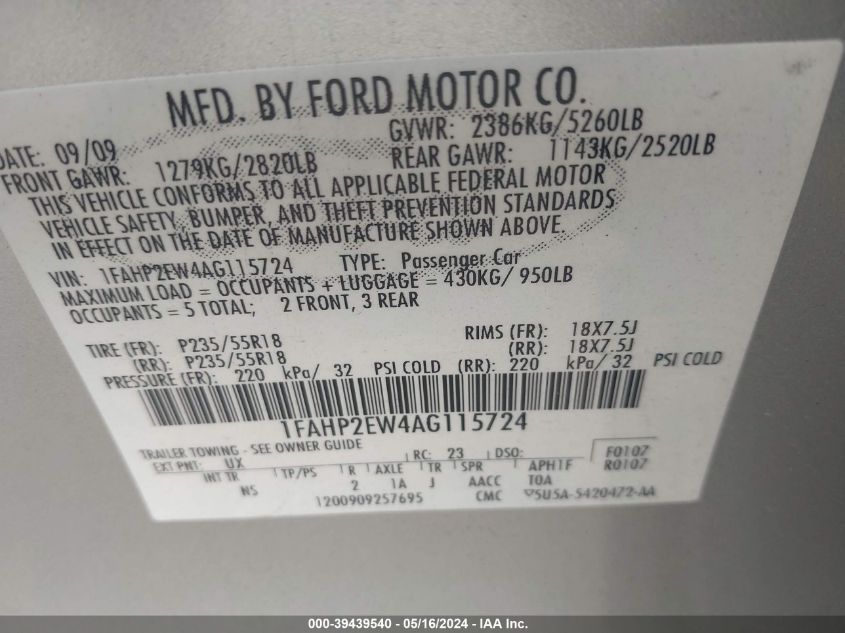 MFD. BY FORD MOTOR CO.
DATE: 09/09 GVWR: 2386KG/5260LB
FRONT GAWR: 1279KG/2820LB REAR GAWR: 1143KG/2520LB
THIS VEHICLE CONFORMS TO ALL APPLICABLE FEDERAL MOTOR
VEHICLE SAFETY, BUMPER, AND THEFT PREVENTION STANDARDS
IN EFFECT ON THE DATE OF MANUFACTURE SHOWN ABOVE.
VIN: 1FAHP2EW4AG115724 TYPE: Passenger Car
MAXIMUM LOAD = OCCUPANTS + LUGGAGE = 430KG/ 950LB
OCCUPANTS = 5 TOTAL; 2 FRONT, 3 REAR
TIRE (FR): P235/55R18 RIMS (FR): 18X7.5J
(RR): P235/55R18 (RR): 18X7.5J
PRESSURE (FR): 220 kPa/ 32 PSI COLD (RR): 220 kPa/ 32 PSI COLD
1FAHP2EW4AG115724
TRAILER TOWING - SEE OWNER GUIDE RC: 23 DSO: F0107
EXT PNT: UX R0107
INT TR TP/PS R AXLE TR SPR APH1F
NS 2 1A J AACC TOA
1200909257695 CMC 5U5A-5420472-AA
000-39439540 - 05/16/2024 - IAAI, Inc.